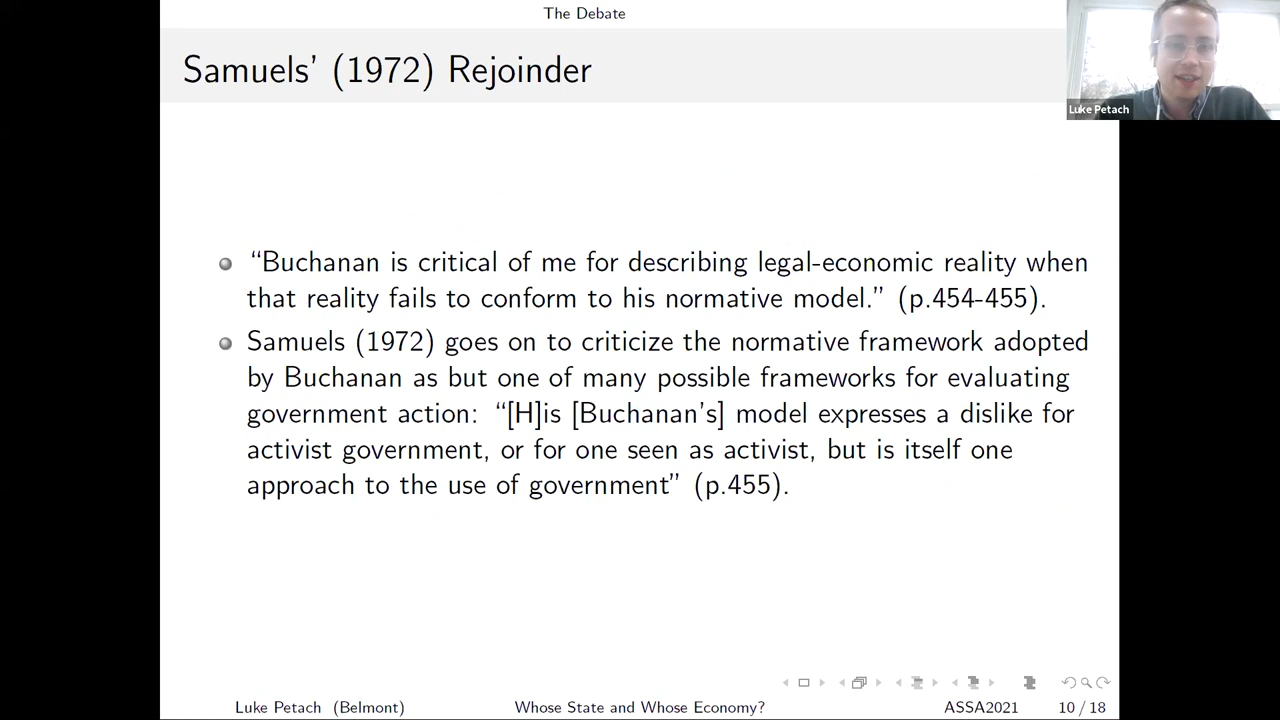 The Debate
Samuels’ (1972) Rejoinder
Luke Petach
“Buchanan is critical of me for describing legal-economic reality when
that reality fails to conform to his normative model.” (p.454-455).
Samuels (1972) goes on to criticize the normative framework adopted
by Buchanan as but one of many possible frameworks for evaluating
government action: “[H]is [Buchanan’s] model expresses a dislike for
activist government, or for one seen as activist, but is itself one
approach to the use of government” (p.455).
Luke Petach (Belmont) Whose State and Whose Economy? ASSA2021 10 / 18